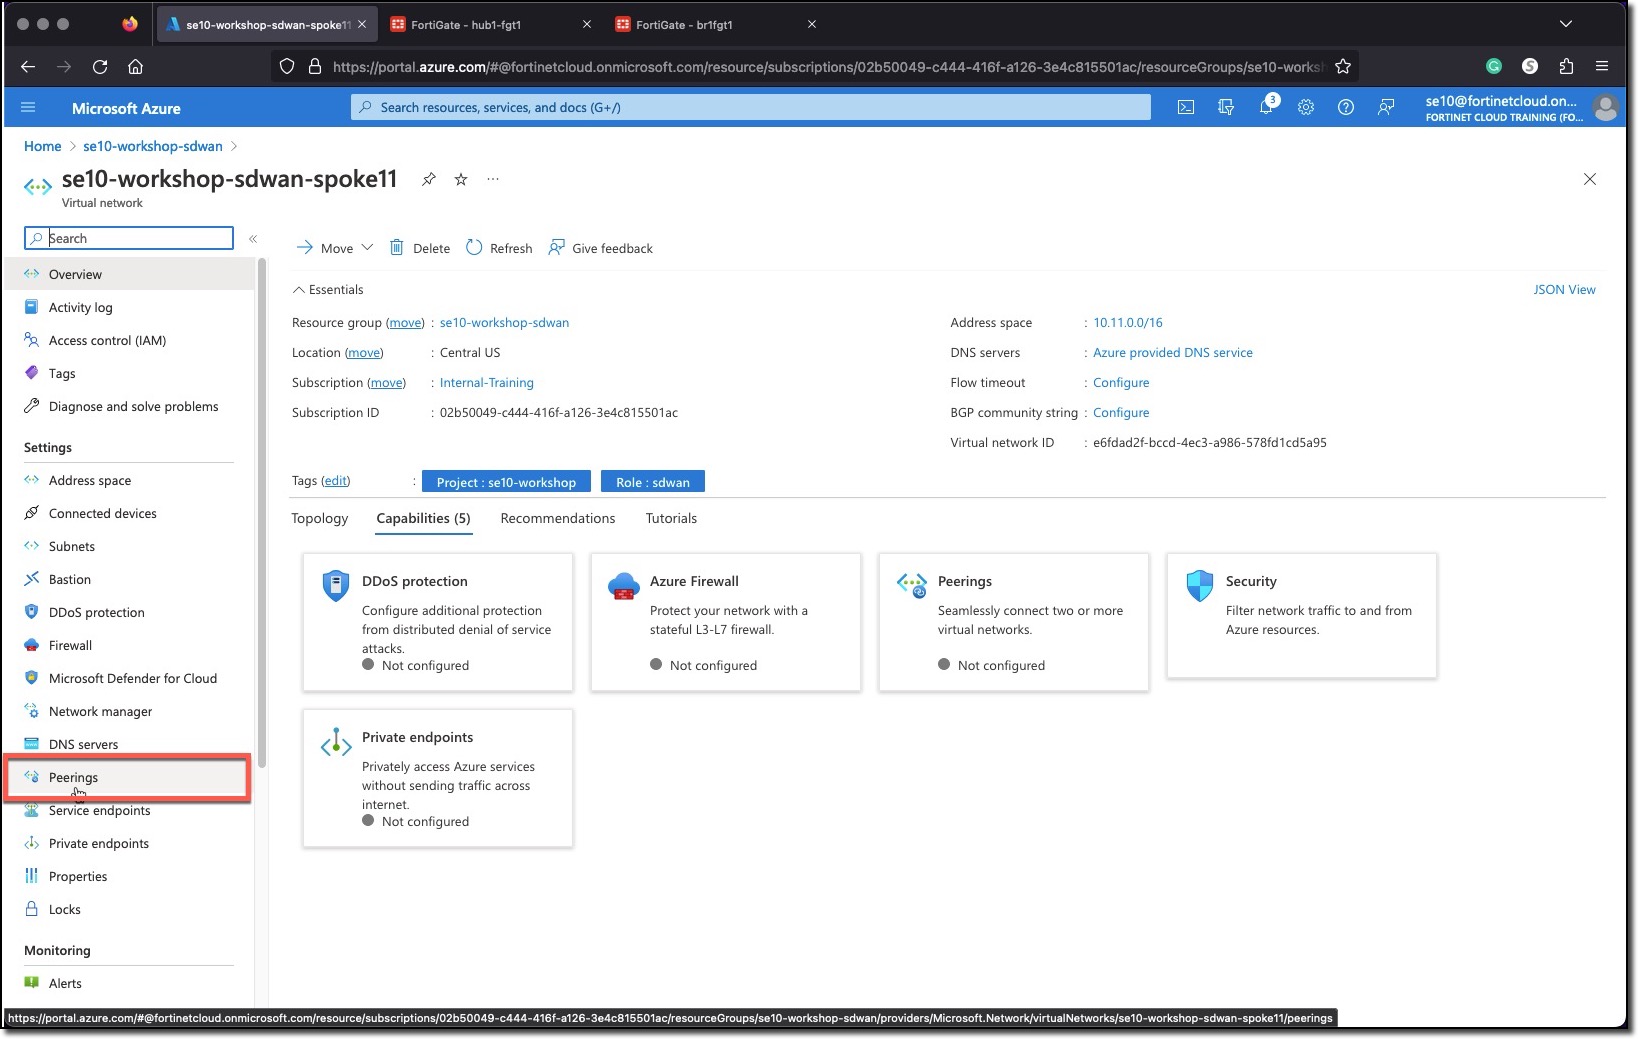 se10-workshop-sdwan-spoke11
FortiGate - hub1-fgt1
FortiGate - br1fgt1
https://portal.azure.com/#@fortinetcloud.onmicrosoft.com/resource/subscriptions/02b50049-c444-416f-a126-3e4c815501ac/resourceGroups/se10-works
Microsoft Azure
Search resources, services, and docs (G+/)
3
se10@fortinetcloud.on...
FORTINET CLOUD TRAINING (FO...
Home > se10-workshop-sdwan >
se10-workshop-sdwan-spoke11
Virtual network
Search
Move
Delete
Refresh
Give feedback
Overview
Activity log
Access control (IAM)
Tags
Diagnose and solve problems
Settings
Address space
Connected devices
Subnets
Bastion
DDoS protection
Firewall
Microsoft Defender for Cloud
Network manager
DNS servers
Peerings
Service endpoints
Private endpoints
Properties
Locks
Monitoring
Alerts
Essentials
JSON View
Resource group (move) : se10-workshop-sdwan
Location (move) : Central US
Subscription (move) : Internal-Training
Subscription ID : 02b50049-c444-416f-a126-3e4c815501ac
Address space : 10.11.0.0/16
DNS servers : Azure provided DNS service
Flow timeout : Configure
BGP community string : Configure
Virtual network ID : e6fdad2f-bccd-4ec3-a986-578fd1cd5a95
Tags (edit) : Project : se10-workshop Role : sdwan
Topology Capabilities (5) Recommendations Tutorials
DDoS protection
Configure additional protection
from distributed denial of service
attacks.
Not configured
Azure Firewall
Protect your network with a
stateful L3-L7 firewall.
Not configured
Peerings
Seamlessly connect two or more
virtual networks.
Not configured
Security
Filter network traffic to and from
Azure resources.
Private endpoints
Privately access Azure services
without sending traffic across
internet.
Not configured
https://portal.azure.com/#@fortinetcloud.onmicrosoft.com/resource/subscriptions/02b50049-c444-416f-a126-3e4c815501ac/resourceGroups/se10-workshop-sdwan/providers/Microsoft.Network/virtualNetworks/se10-workshop-sdwan-spoke11/peerings